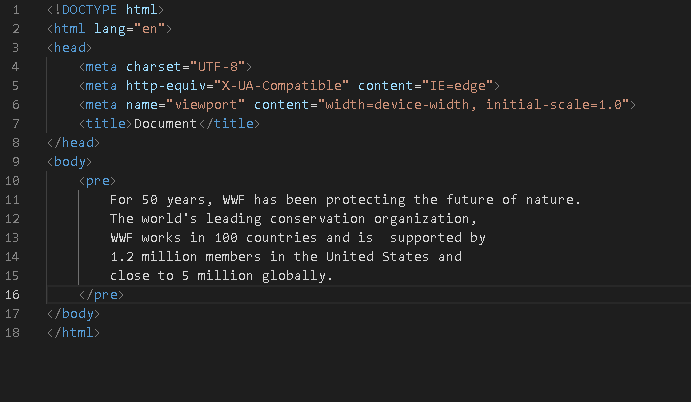 1 <!DOCTYPE html>
2 <html lang="en">
3 <head>
4     <meta charset="UTF-8">
5     <meta http-equiv="X-UA-Compatible" content="IE=edge">
6     <meta name="viewport" content="width=device-width, initial-scale=1.0">
7     <title>Document</title>
8 </head>
9 <body>
10     <pre>
11         For 50 years, WWF has been protecting the future of nature.
12         The world's leading conservation organization,
13         WWF works in 100 countries and is  supported by
14         1.2 million members in the United States and
15         close to 5 million globally.
16     </pre>
17 </body>
18 </html>